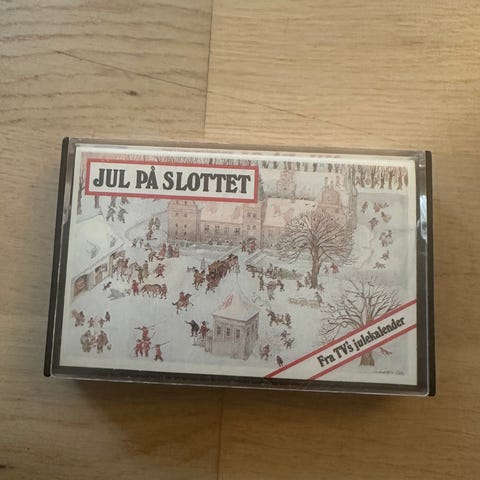 JUL PÅ SLOTTET
Fra TV's julekalender